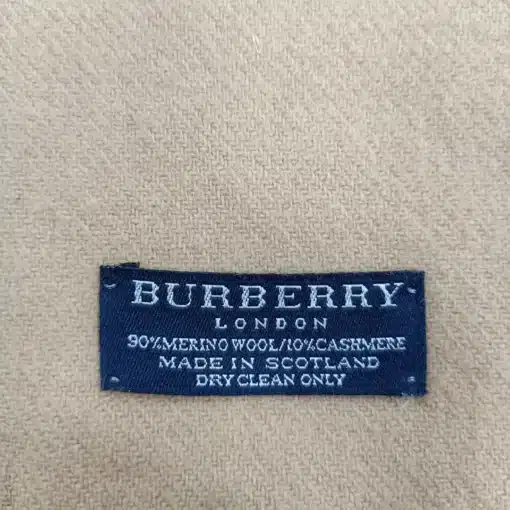 BURBERRY
LONDON
90%MERINO WOOL/10%CASHMERE
MADE IN SCOTLAND
DRY CLEAN ONLY